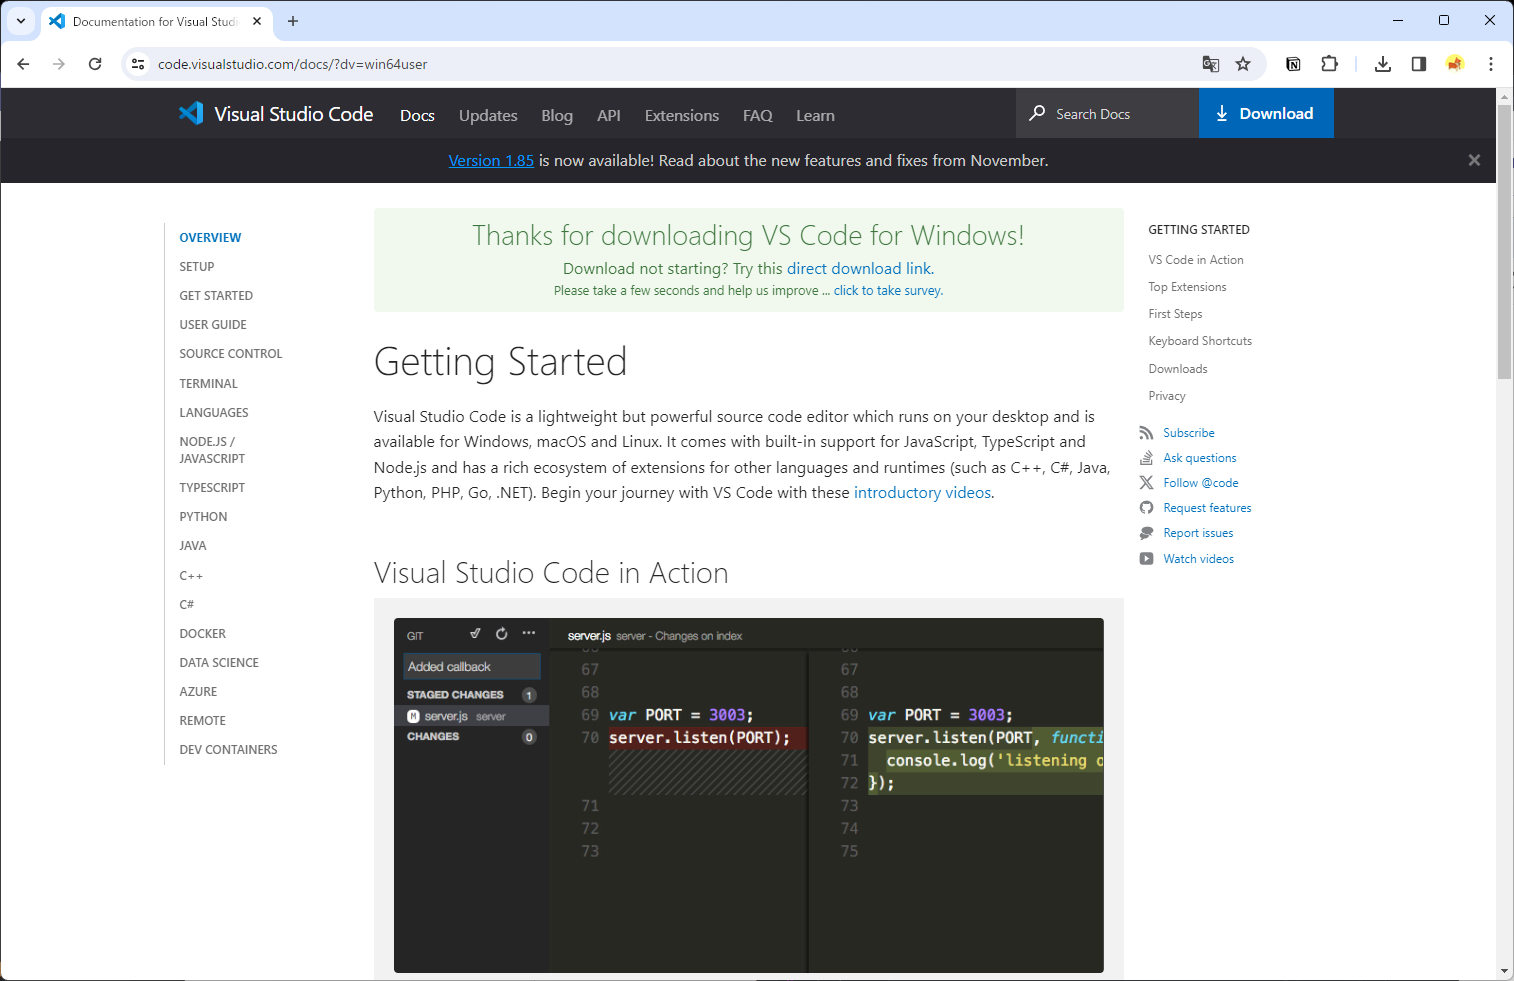 Documentation for Visual Studi
code.visualstudio.com/docs/?dv=win64user
Visual Studio Code Docs Updates Blog API Extensions FAQ Learn Search Docs Download
Version 1.85 is now available! Read about the new features and fixes from November.
OVERVIEW
SETUP
GET STARTED
USER GUIDE
SOURCE CONTROL
TERMINAL
LANGUAGES
NODE.JS /
JAVASCRIPT
TYPESCRIPT
PYTHON
JAVA
C++
C#
DOCKER
DATA SCIENCE
AZURE
REMOTE
DEV CONTAINERS
Thanks for downloading VS Code for Windows!
Download not starting? Try this direct download link.
Please take a few seconds and help us improve ... click to take survey.
Getting Started
Visual Studio Code is a lightweight but powerful source code editor which runs on your desktop and is
available for Windows, macOS and Linux. It comes with built-in support for JavaScript, TypeScript and
Node.js and has a rich ecosystem of extensions for other languages and runtimes (such as C++, C#, Java,
Python, PHP, Go, .NET). Begin your journey with VS Code with these introductory videos.
Visual Studio Code in Action
GIT
Added callback
STAGED CHANGES 1
M server.js server
CHANGES 0
server.js server - Changes on index
67
68
69 var PORT = 3003;
70 server.listen(PORT);
71
72
73
67
68
69 var PORT = 3003;
70 server.listen(PORT, functi
71 console.log('listening o
72 });
73
74
75
GETTING STARTED
VS Code in Action
Top Extensions
First Steps
Keyboard Shortcuts
Downloads
Privacy
Subscribe
Ask questions
Follow @code
Request features
Report issues
Watch videos